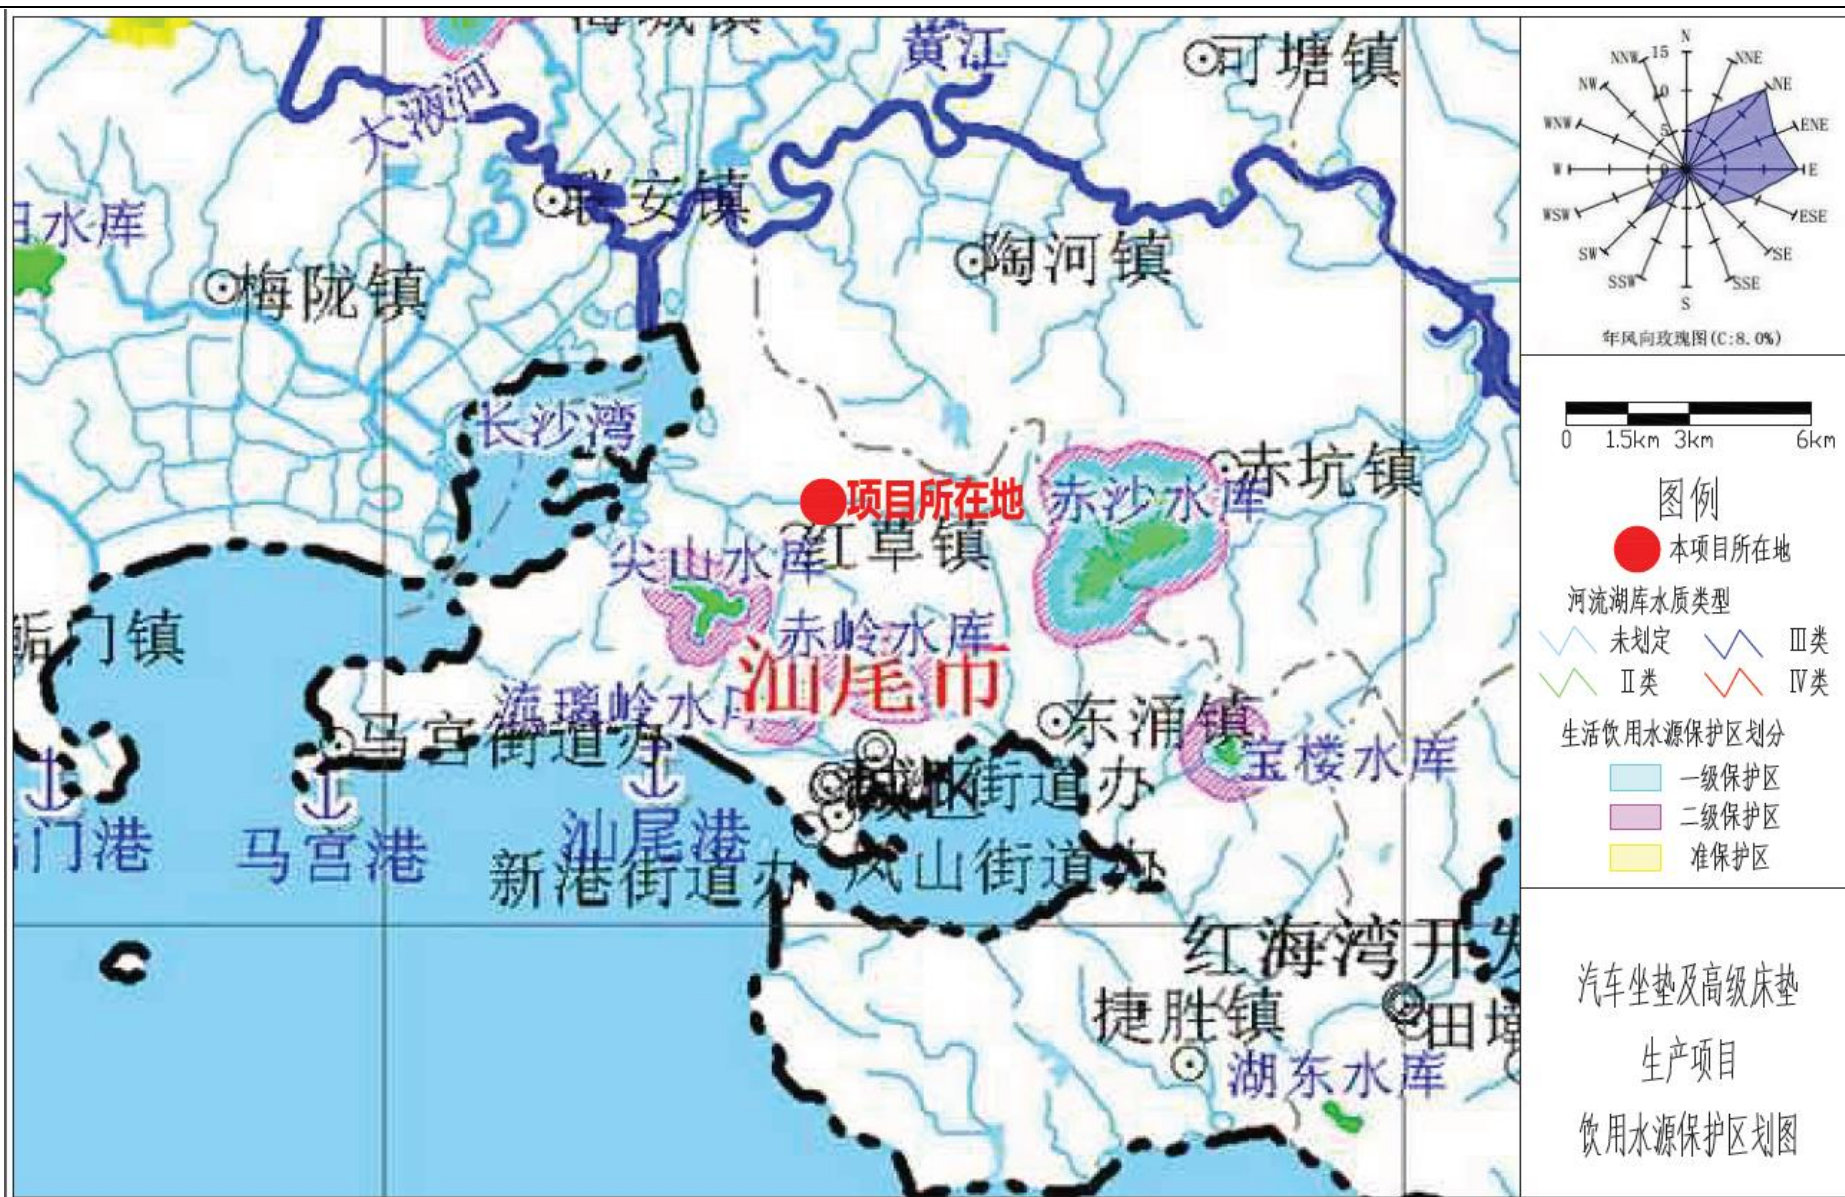 黄江
可塘镇
大液河
联安镇
陶河镇
梅陇镇
长沙湾
赤坑镇
项目所在地
赤沙水库
红草镇
尖山水库
赤岭水库
汕尾市
门镇
东涌镇
马宫街道办
宝楼水库
城区
街道办
门港
马宫港
汕尾港
新港街道办
凤山街道办
红海湾开发
捷胜镇
湖东水库
N
NNE
NE
ENE
E
ESE
SE
SSE
S
SSW
SW
WSW
W
WNW
NW
NNW
15
10
5
0
年风向玫瑰图(C:8.0%)
0 1.5km 3km 6km
图例
本项目所在地
河流湖库水质类型
未划定 Ⅲ类
Ⅱ类 Ⅳ类
生活饮用水源保护区划分
一级保护区
二级保护区
准保护区
汽车坐垫及高级床垫
生产项目
饮用水源保护区划图